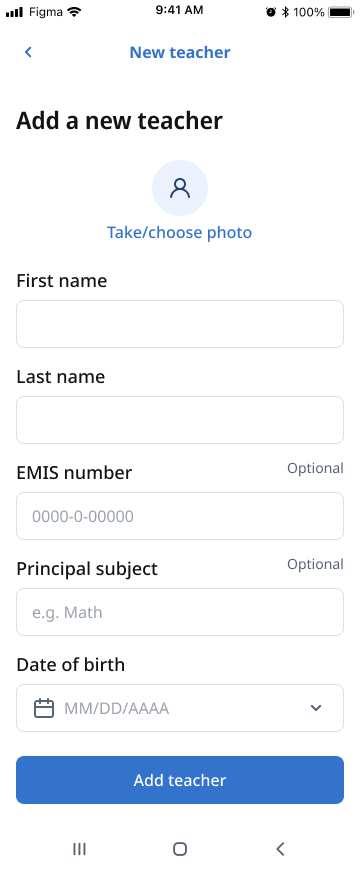 Figma 9:41 AM 100%
New teacher
Add a new teacher
Take/choose photo
First name
Last name
EMIS number Optional
0000-0-00000
Principal subject Optional
e.g. Math
Date of birth
MM/DD/AAAA
Add teacher